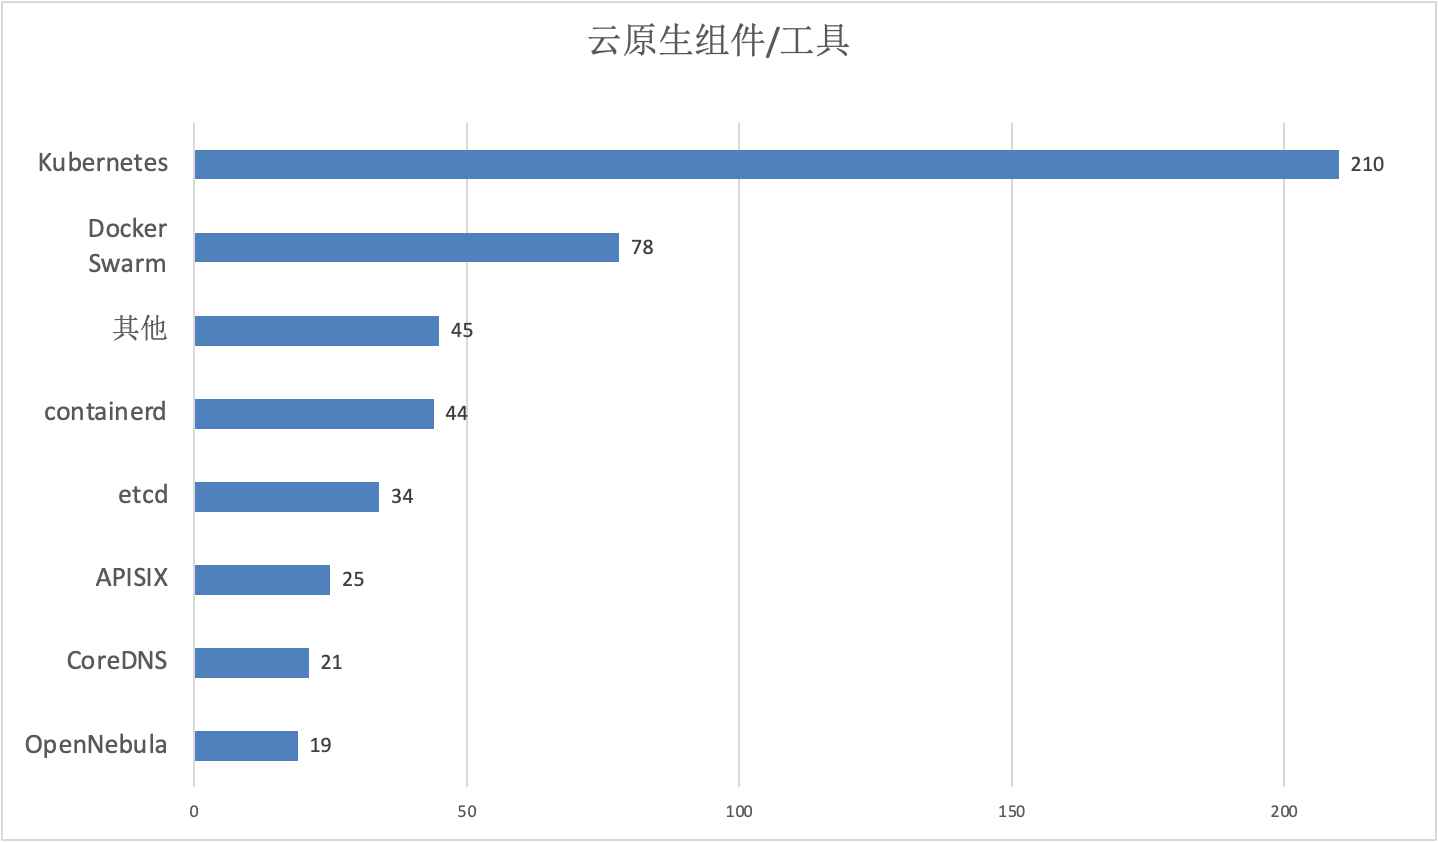 云原生组件/工具
Kubernetes
210
Docker
Swarm
78
其他
45
containerd
44
etcd
34
APISIX
25
CoreDNS
21
OpenNebula
19
0
50
100
150
200